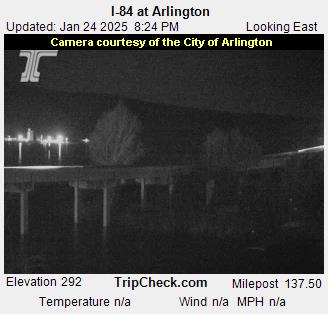 I-84 at Arlington
Updated: Jan 24 2025 8:24 PM Looking East
Camera courtesy of the City of Arlington
Elevation 292 TripCheck.com Milepost 137.50
Temperature n/a Wind n/a MPH n/a